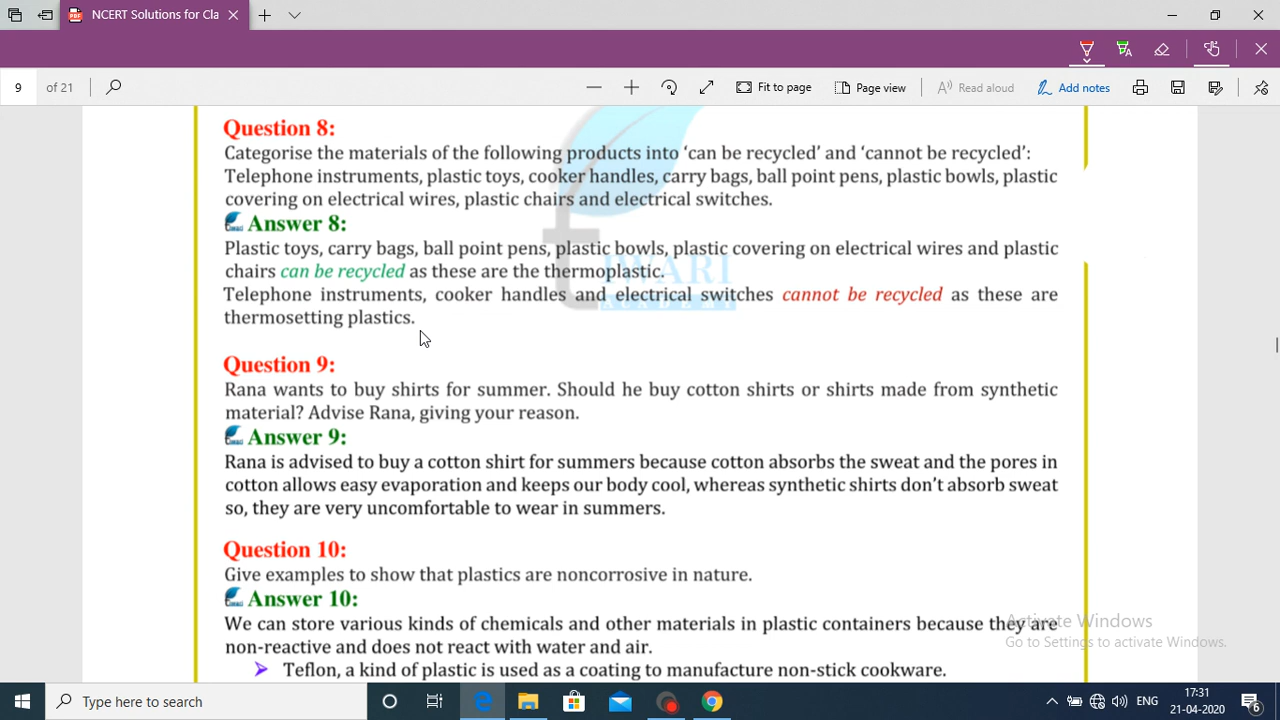 NCERT Solutions for Cla
9 of 21
Fit to page
Page view
Read aloud
Add notes
Question 8:
Categorise the materials of the following products into ‘can be recycled’ and ‘cannot be recycled’:
Telephone instruments, plastic toys, cooker handles, carry bags, ball point pens, plastic bowls, plastic
covering on electrical wires, plastic chairs and electrical switches.
Answer 8:
Plastic toys, carry bags, ball point pens, plastic bowls, plastic covering on electrical wires and plastic
chairs can be recycled as these are the thermoplastic.
Telephone instruments, cooker handles and electrical switches cannot be recycled as these are
thermosetting plastics.
TIWARI
ACADEMY
Question 9:
Rana wants to buy shirts for summer. Should he buy cotton shirts or shirts made from synthetic
material? Advise Rana, giving your reason.
Answer 9:
Rana is advised to buy a cotton shirt for summers because cotton absorbs the sweat and the pores in
cotton allows easy evaporation and keeps our body cool, whereas synthetic shirts don’t absorb sweat
so, they are very uncomfortable to wear in summers.
Question 10:
Give examples to show that plastics are noncorrosive in nature.
Answer 10:
We can store various kinds of chemicals and other materials in plastic containers because they are
non-reactive and does not react with water and air.
➢ Teflon, a kind of plastic is used as a coating to manufacture non-stick cookware.
Activate Windows
Go to Settings to activate Windows.
Type here to search
ENG
17:31
21-04-2020
6